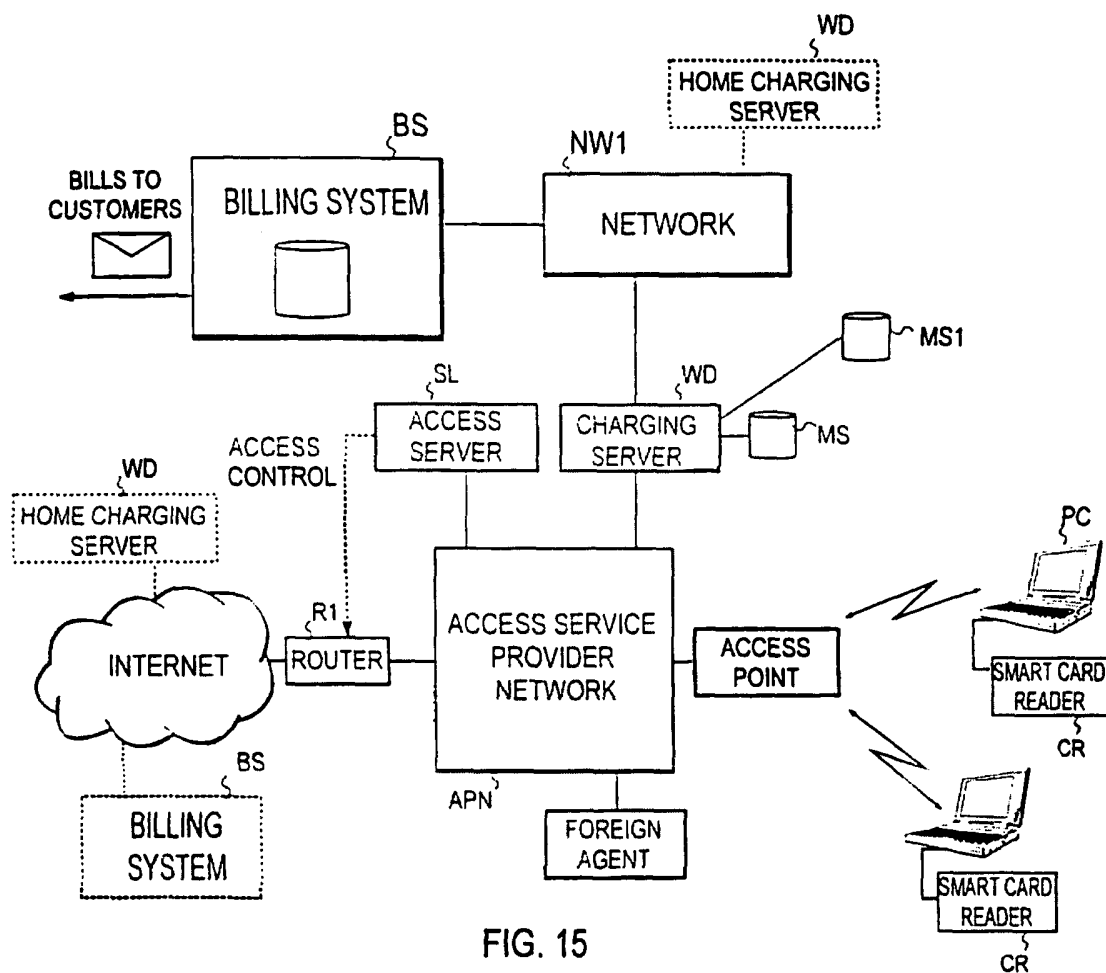 WD
HOME CHARGING
SERVER
BS
NW1
BILLS TO
CUSTOMERS
BILLING SYSTEM
NETWORK
MS1
SL
WD
ACCESS
SERVER
CHARGING
SERVER
MS
ACCESS
CONTROL
WD
HOME CHARGING
SERVER
PC
R1
INTERNET
ROUTER
ACCESS SERVICE
PROVIDER
NETWORK
ACCESS
POINT
SMART CARD
READER
CR
BS
APN
BILLING
SYSTEM
FOREIGN
AGENT
SMART CARD
READER
CR
FIG. 15